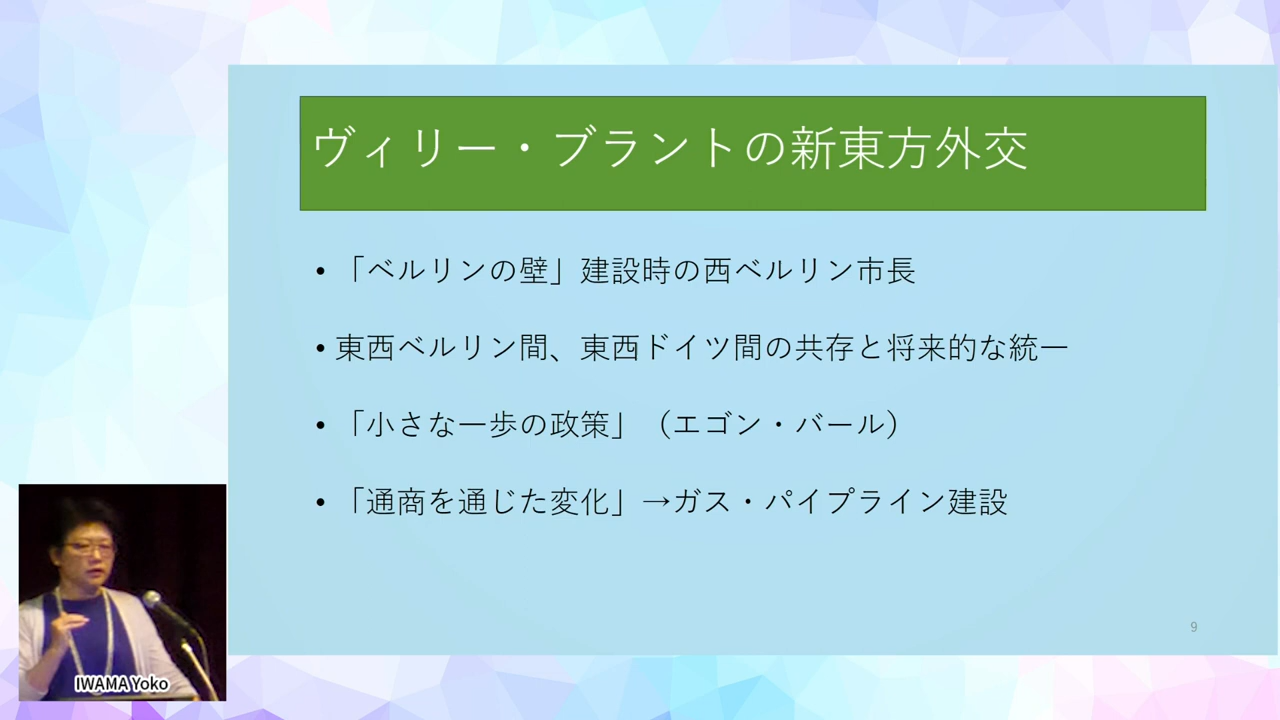 ヴィリー・ブラントの新東方外交
• 「ベルリンの壁」建設時の西ベルリン市長
• 東西ベルリン間、東西ドイツ間の共存と将来的な統一
• 「小さな一歩の政策」（エゴン・バール）
• 「通商を通じた変化」→ガス・パイプライン建設
9
IWAMA Yoko